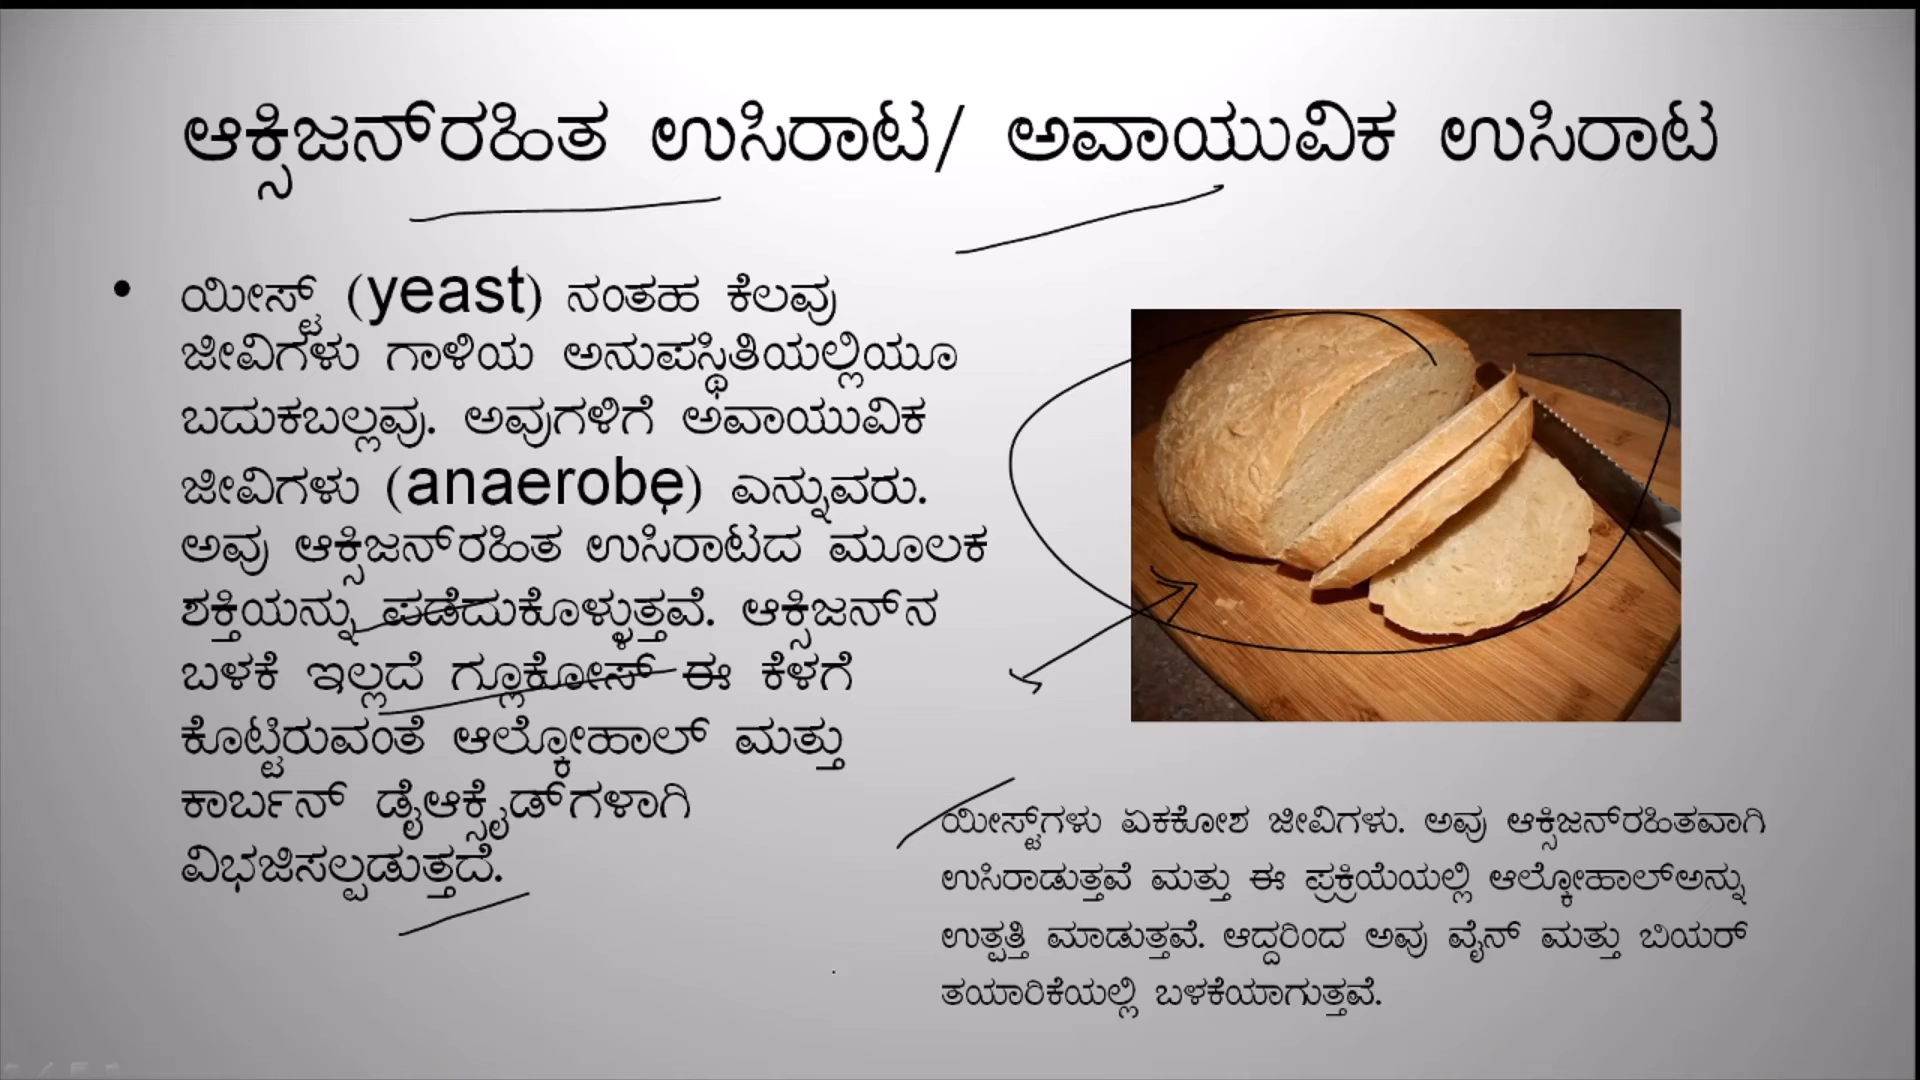 ಆಕ್ಸಿಜನ್‌ರಹಿತ ಉಸಿರಾಟ/ ಅವಾಯುವಿಕ ಉಸಿರಾಟ
• ಯೀಸ್ಟ್ (yeast) ನಂತಹ ಕೆಲವು
ಜೀವಿಗಳು ಗಾಳಿಯ ಅನುಪಸ್ಥಿತಿಯಲ್ಲಿಯೂ
ಬದುಕಬಲ್ಲವು. ಅವುಗಳಿಗೆ ಅವಾಯುವಿಕ
ಜೀವಿಗಳು (anaerobe) ಎನ್ನುವರು.
ಅವು ಆಕ್ಸಿಜನ್‌ರಹಿತ ಉಸಿರಾಟದ ಮೂಲಕ
ಶಕ್ತಿಯನ್ನು ಪಡೆದುಕೊಳ್ಳುತ್ತವೆ. ಆಕ್ಸಿಜನ್‌ನ
ಬಳಕೆ ಇಲ್ಲದೆ ಗ್ಲೂಕೋಸ್ ಈ ಕೆಳಗೆ
ಕೊಟ್ಟಿರುವಂತೆ ಆಲ್ಕೋಹಾಲ್ ಮತ್ತು
ಕಾರ್ಬನ್ ಡೈಆಕ್ಸೈಡ್‌ಗಳಾಗಿ
ವಿಭಜಿಸಲ್ಪಡುತ್ತದೆ.
ಯೀಸ್ಟ್‌ಗಳು ಏಕಕೋಶ ಜೀವಿಗಳು. ಅವು ಆಕ್ಸಿಜನ್‌ರಹಿತವಾಗಿ
ಉಸಿರಾಡುತ್ತವೆ ಮತ್ತು ಈ ಪ್ರಕ್ರಿಯೆಯಲ್ಲಿ ಆಲ್ಕೋಹಾಲ್‌ಅನ್ನು
ಉತ್ಪತ್ತಿ ಮಾಡುತ್ತವೆ. ಆದ್ದರಿಂದ ಅವು ವೈನ್ ಮತ್ತು ಬಿಯರ್
ತಯಾರಿಕೆಯಲ್ಲಿ ಬಳಕೆಯಾಗುತ್ತವೆ.